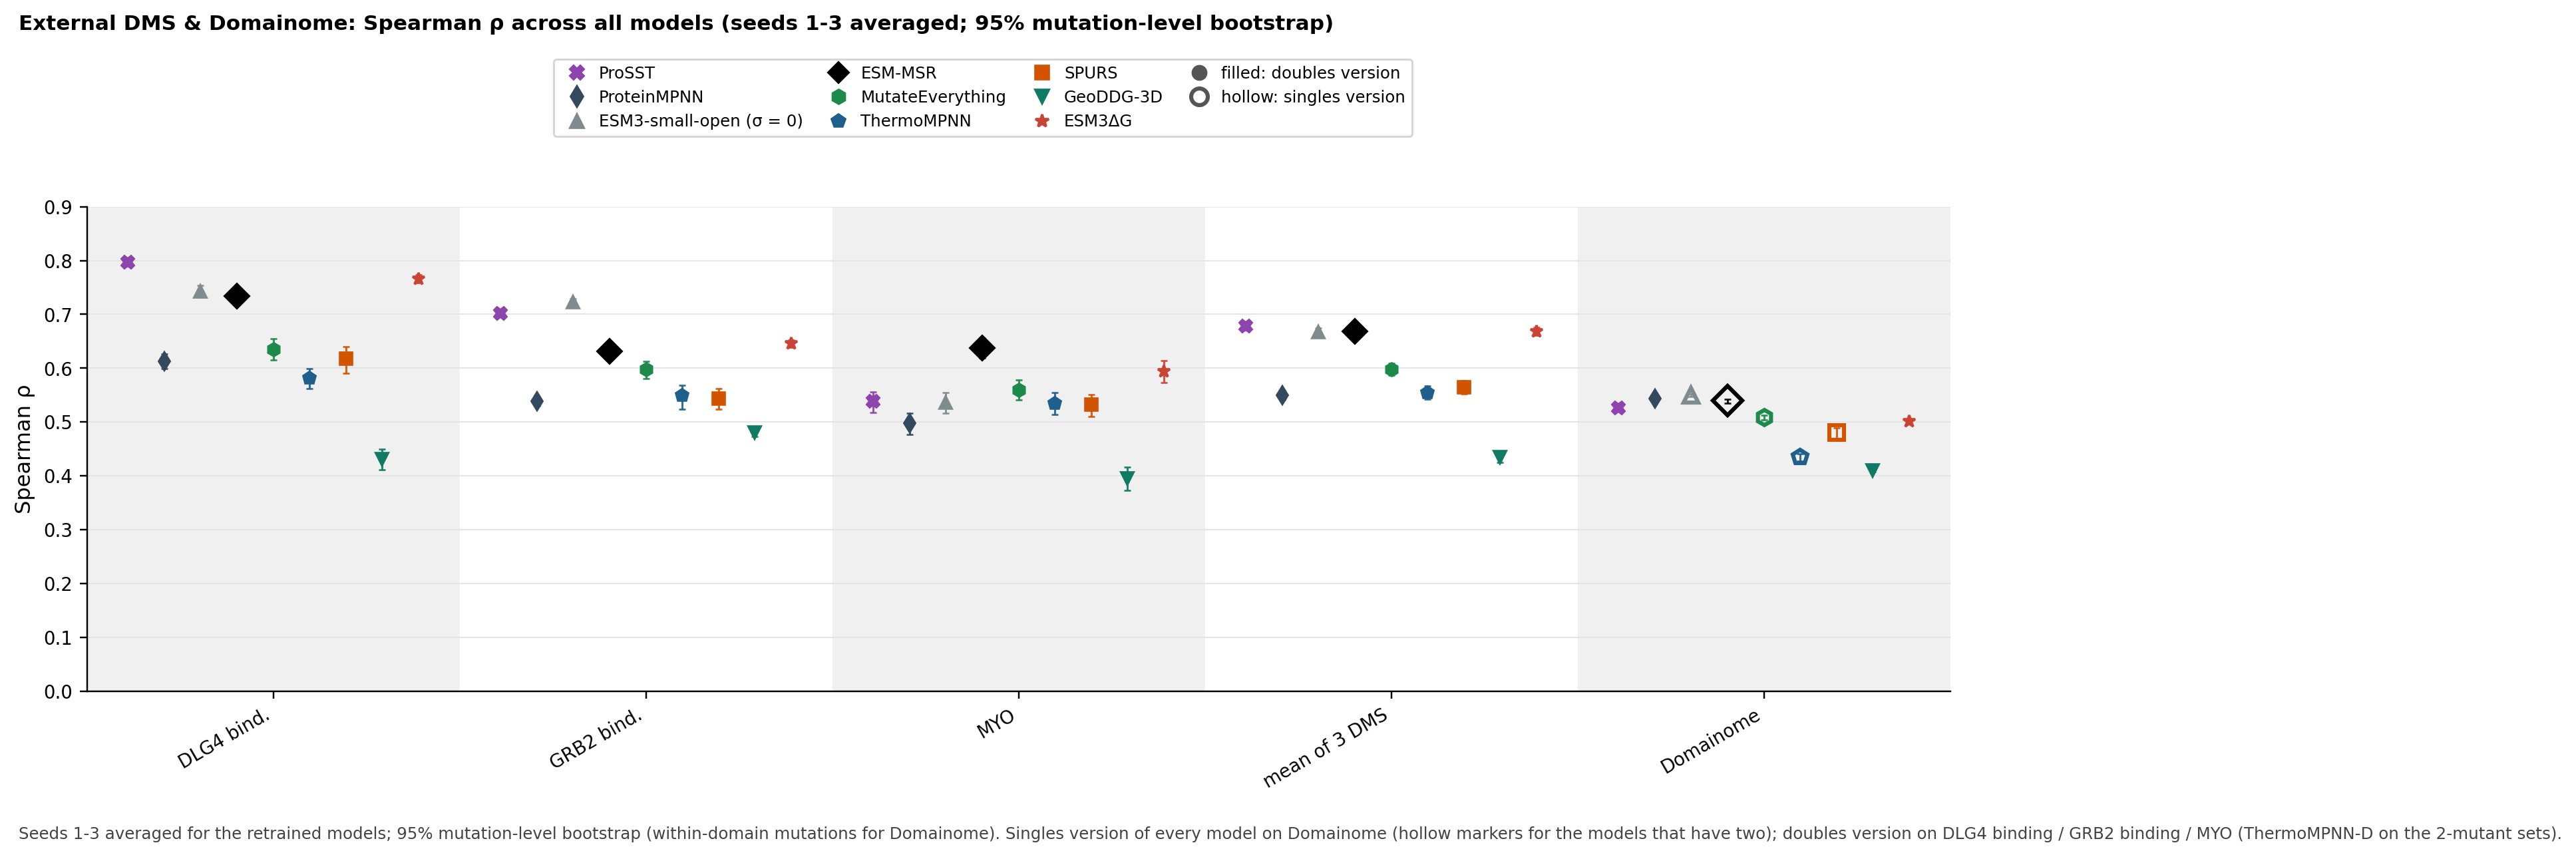 External DMS & Domainome: Spearman ρ across all models (seeds 1-3 averaged; 95% mutation-level bootstrap)
ProSST
ProteinMPNN
ESM3-small-open (σ = 0)
ESM-MSR
MutateEverything
ThermoMPNN
SPURS
GeoDDG-3D
ESM3ΔG
filled: doubles version
hollow: singles version
Spearman ρ
0.9
0.8
0.7
0.6
0.5
0.4
0.3
0.2
0.1
0.0
DLG4 bind.
GRB2 bind.
MYO
mean of 3 DMS
Domainome
Seeds 1-3 averaged for the retrained models; 95% mutation-level bootstrap (within-domain mutations for Domainome). Singles version of every model on Domainome (hollow markers for the models that have two); doubles version on DLG4 binding / GRB2 binding / MYO (ThermoMPNN-D on the 2-mutant sets).